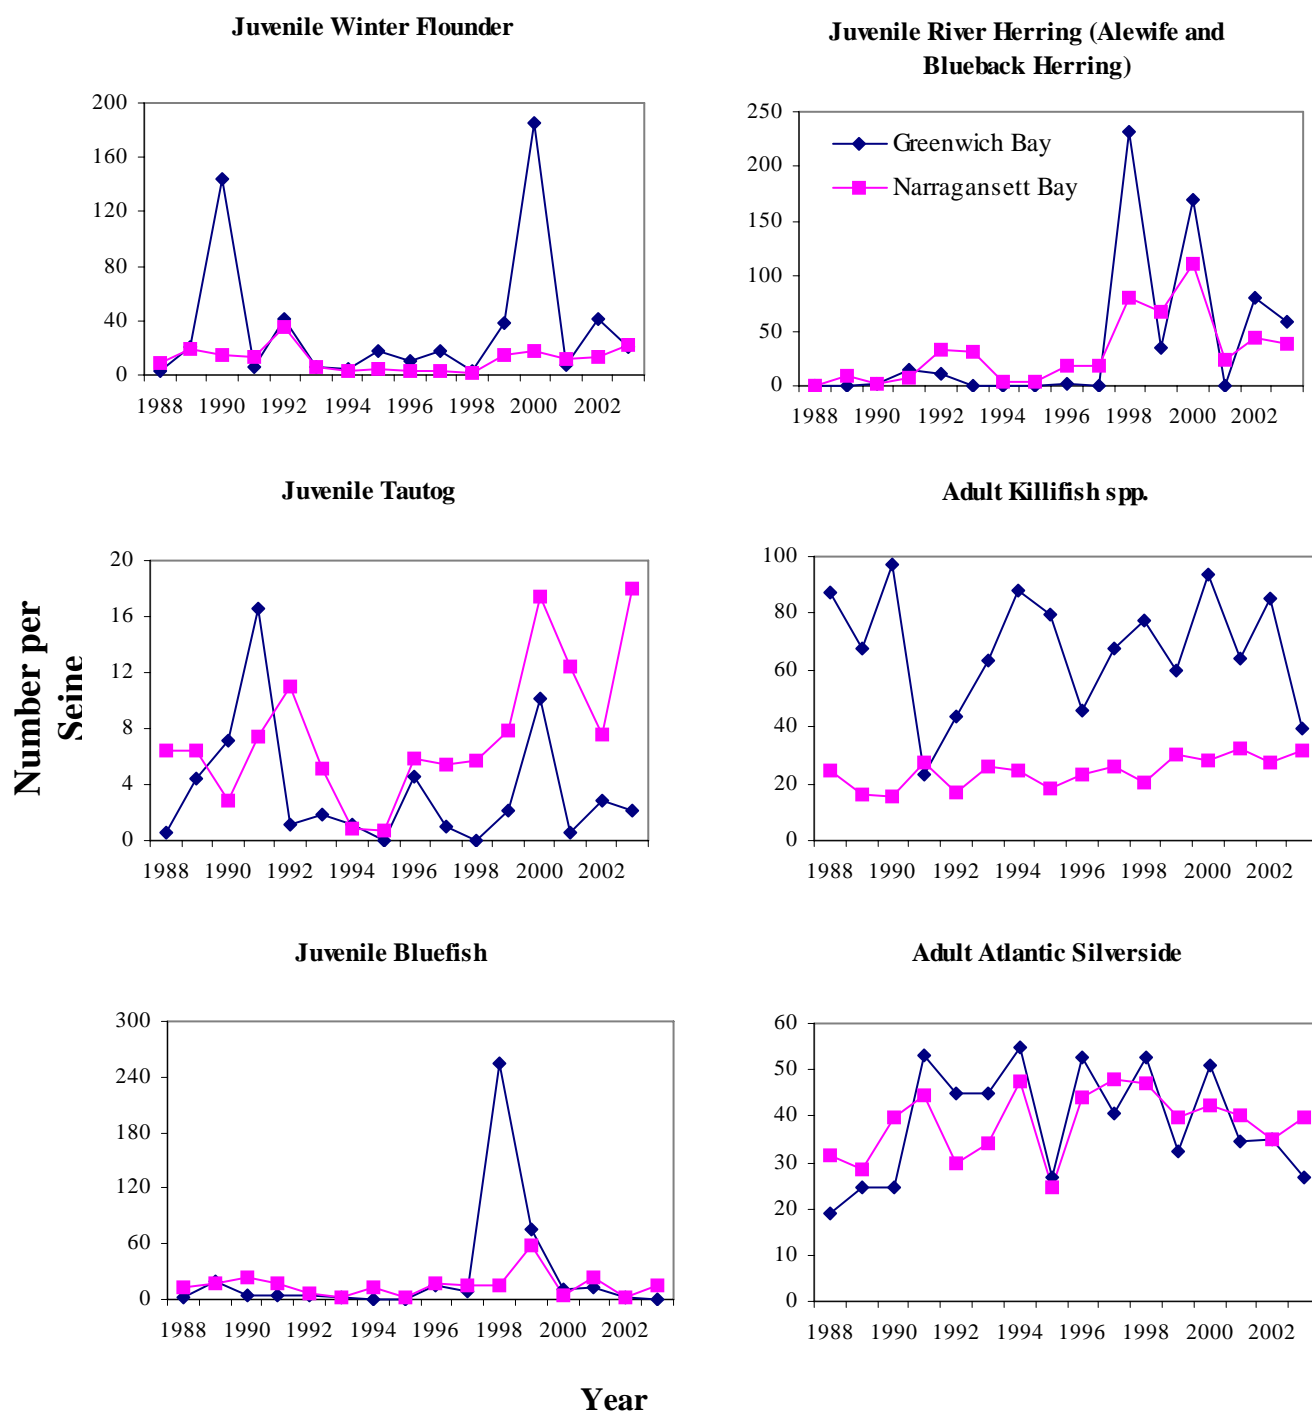 Juvenile Winter Flounder
200
160
120
80
40
0
1988 1990 1992 1994 1996 1998 2000 2002
Juvenile River Herring (Alewife and
Blueback Herring)
250
200
150
100
50
0
Greenwich Bay
Narragansett Bay
1988 1990 1992 1994 1996 1998 2000 2002
Number per
Seine
Juvenile Tautog
20
16
12
8
4
0
1988 1990 1992 1994 1996 1998 2000 2002
Adult Killifish spp.
100
80
60
40
20
0
1988 1990 1992 1994 1996 1998 2000 2002
Juvenile Bluefish
300
240
180
120
60
0
1988 1990 1992 1994 1996 1998 2000 2002
Adult Atlantic Silverside
60
50
40
30
20
10
0
1988 1990 1992 1994 1996 1998 2000 2002
Year